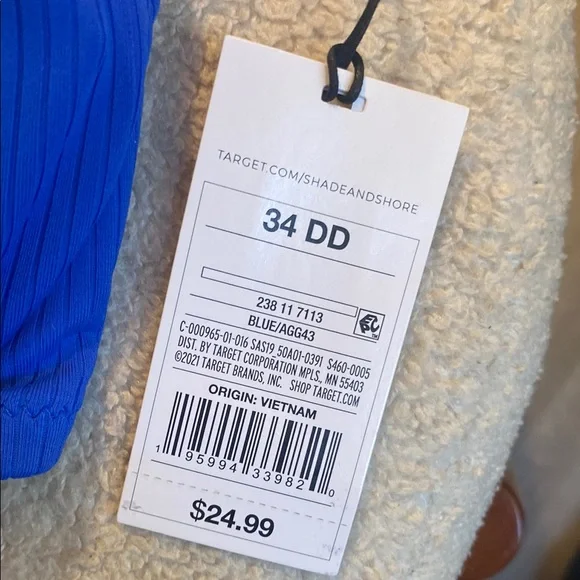 TARGET.COM/SHADEANDSHORE
34 DD
238 11 7113
BLUE/AGG43
C-000965-01-016 SAS19_50A01-0391 S460-0005
DIST. BY TARGET CORPORATION MPLS, MN 55403
©2021 TARGET BRANDS, INC. SHOP TARGET.COM
ORIGIN: VIETNAM
1 95994 33982 0
$24.99